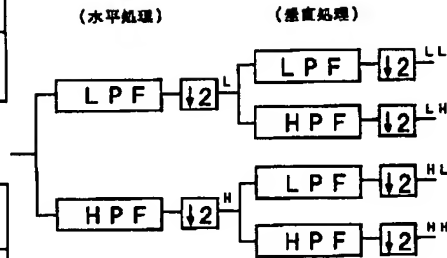 (水平処理) (垂直処理)
LPF ↓2 LL
LPF ↓2 L
HPF ↓2 LH
LPF ↓2 HL
HPF ↓2 H
HPF ↓2 HH